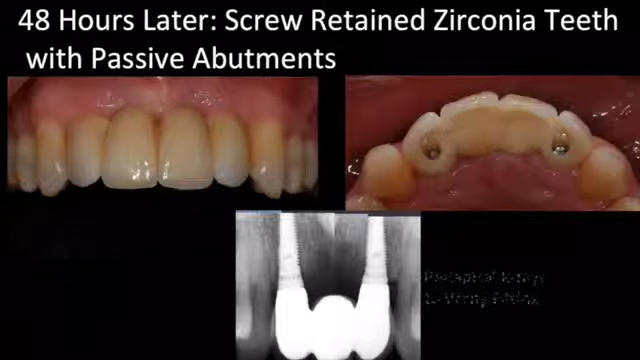 48 Hours Later: Screw Retained Zirconia Teeth
with Passive Abutments